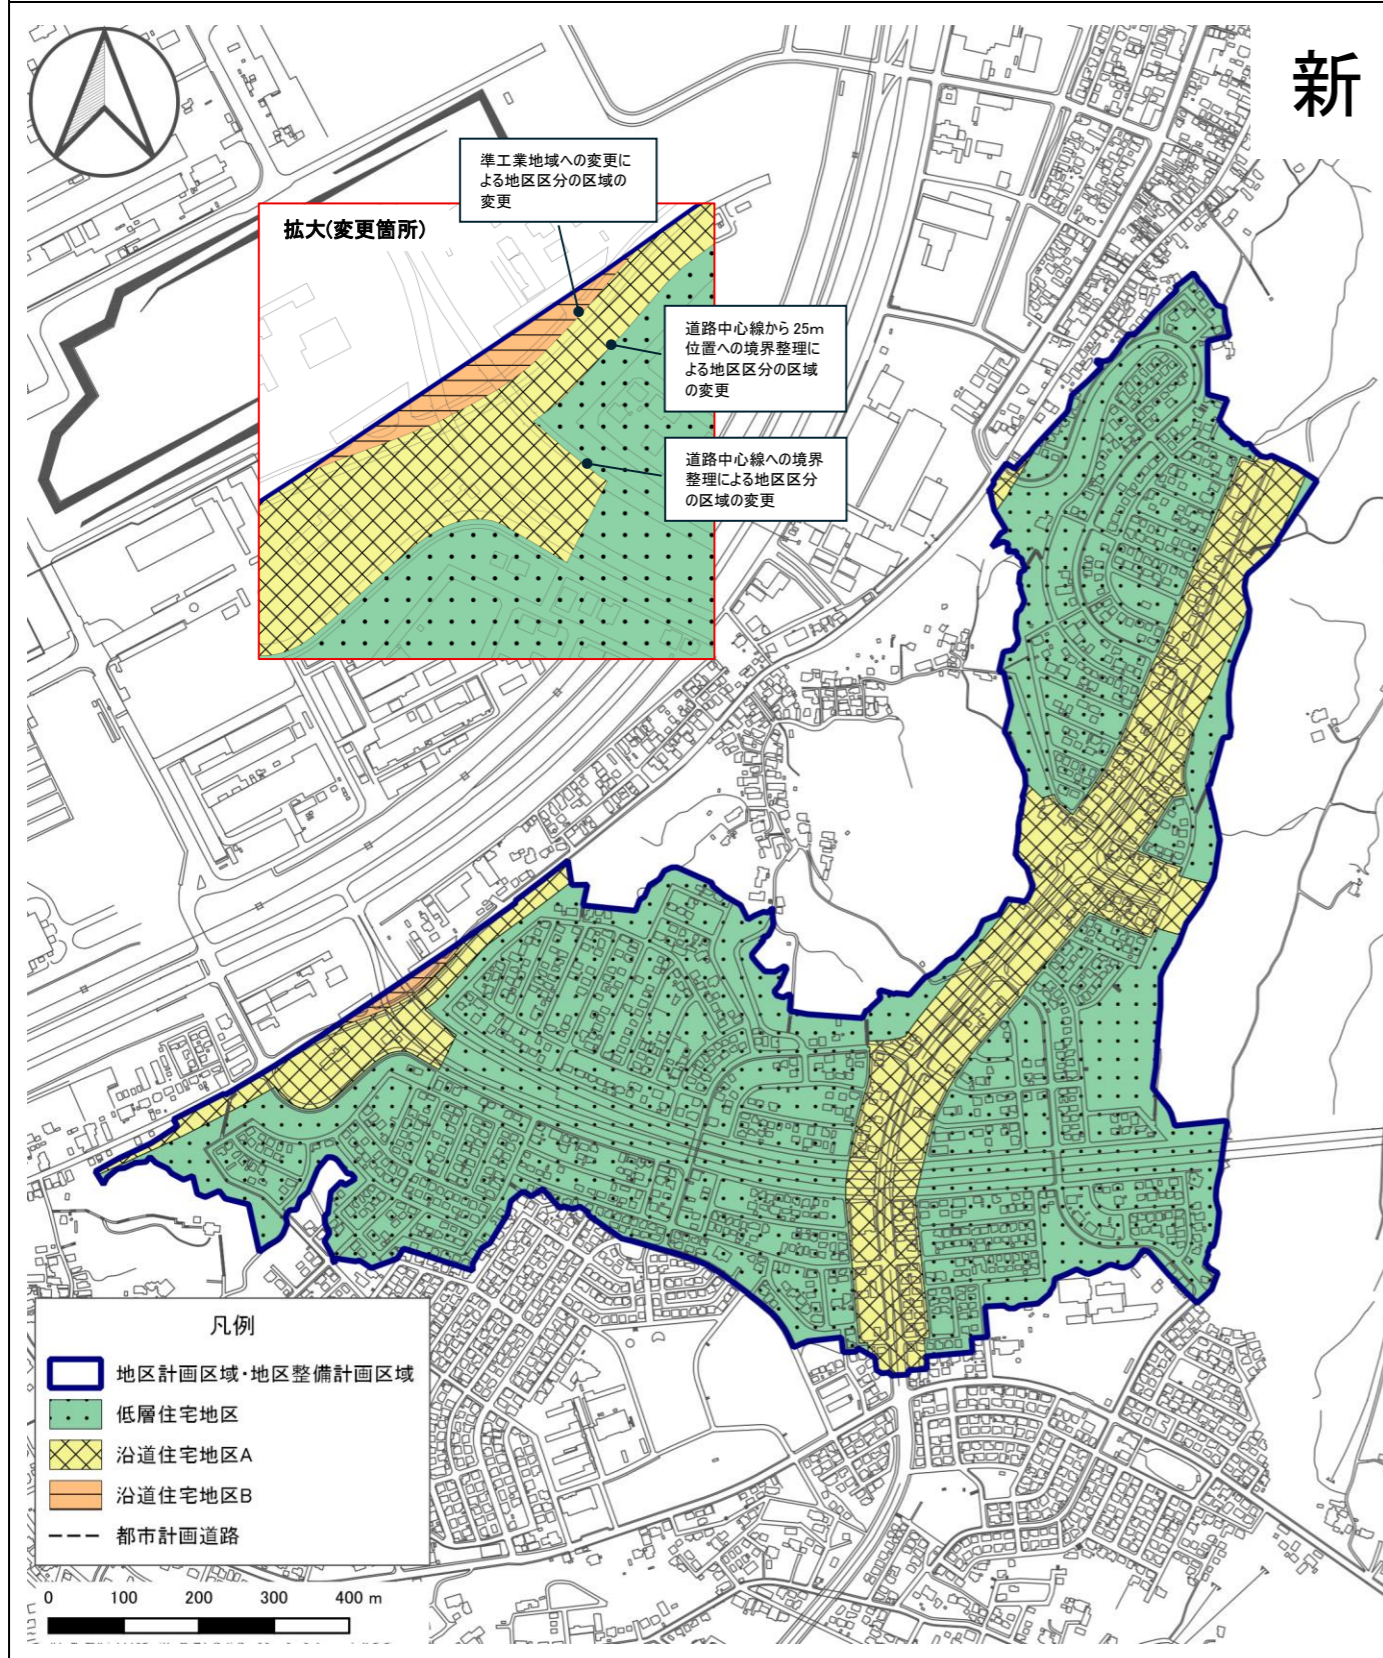 新
準工業地域への変更に
よる地区区分の区域の
変更
拡大(変更箇所)
道路中心線から25m
位置への境界整理に
よる地区区分の区域
の変更
道路中心線への境界
整理による地区区分
の区域の変更
凡例
地区計画区域・地区整備計画区域
低層住宅地区
沿道住宅地区A
沿道住宅地区B
都市計画道路
0 100 200 300 400 m